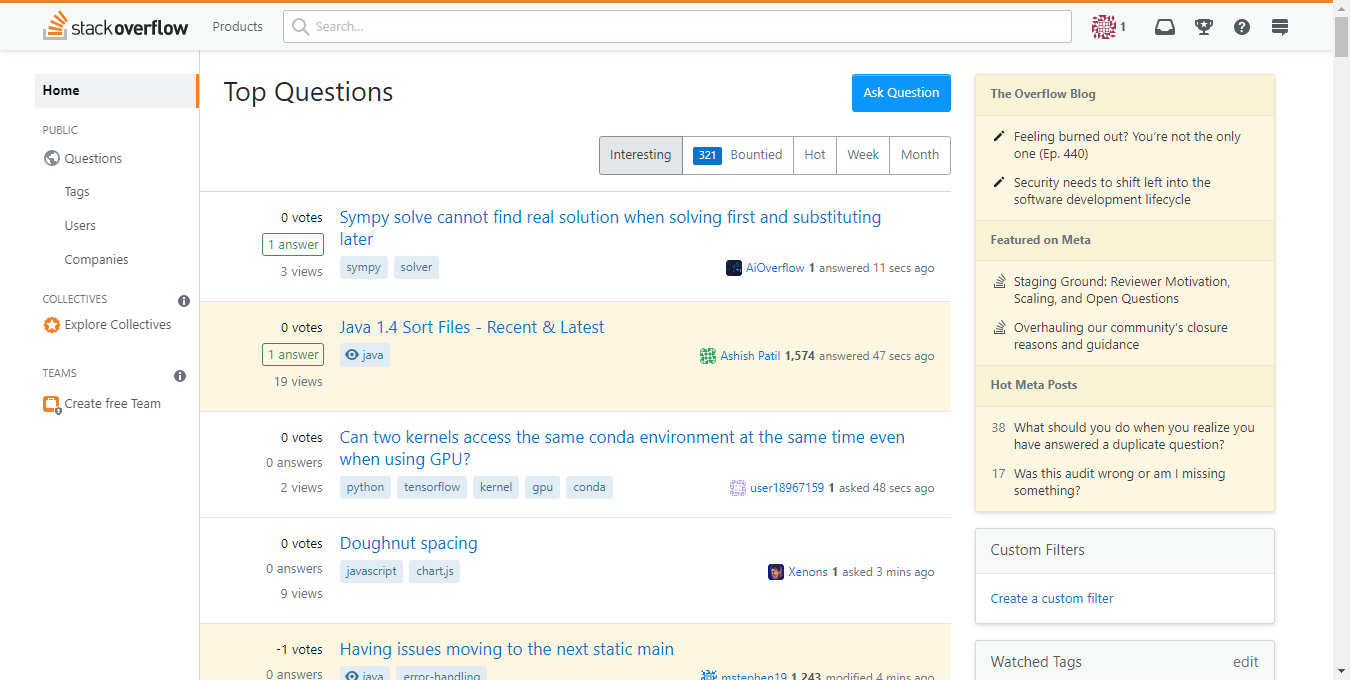 stackoverflow
Products
Search...
1
Home
PUBLIC
Questions
Tags
Users
Companies
COLLECTIVES
Explore Collectives
TEAMS
Create free Team
Top Questions
Ask Question
Interesting
321 Bountied
Hot
Week
Month
0 votes
1 answer
3 views
Sympy solve cannot find real solution when solving first and substituting
later
sympy solver
AiOverflow 1 answered 11 secs ago
0 votes
1 answer
19 views
Java 1.4 Sort Files - Recent & Latest
java
Ashish Patil 1,574 answered 47 secs ago
0 votes
0 answers
2 views
Can two kernels access the same conda environment at the same time even
when using GPU?
python tensorflow kernel gpu conda
user18967159 1 asked 48 secs ago
0 votes
0 answers
9 views
Doughnut spacing
javascript chart.js
Xenons 1 asked 3 mins ago
-1 votes
0 answers
Having issues moving to the next static main
java error-handling
mstephen19 1,243 modified 4 mins ago
The Overflow Blog
Feeling burned out? You're not the only
one (Ep. 440)
Security needs to shift left into the
software development lifecycle
Featured on Meta
Staging Ground: Reviewer Motivation,
Scaling, and Open Questions
Overhauling our community's closure
reasons and guidance
Hot Meta Posts
38 What should you do when you realize you
have answered a duplicate question?
17 Was this audit wrong or am I missing
something?
Custom Filters
Create a custom filter
Watched Tags
edit